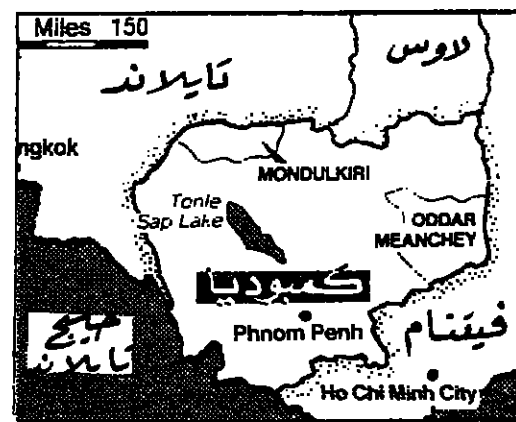 Miles 150
تايلاند
لاوس
ngkok
MONDULKIRI
Tonle
Sap Lake
ODDAR
MEANCHEY
كمبوديا
Phnom Penh
فيتنام
خليج
تايلاند
Ho Chi Minh City